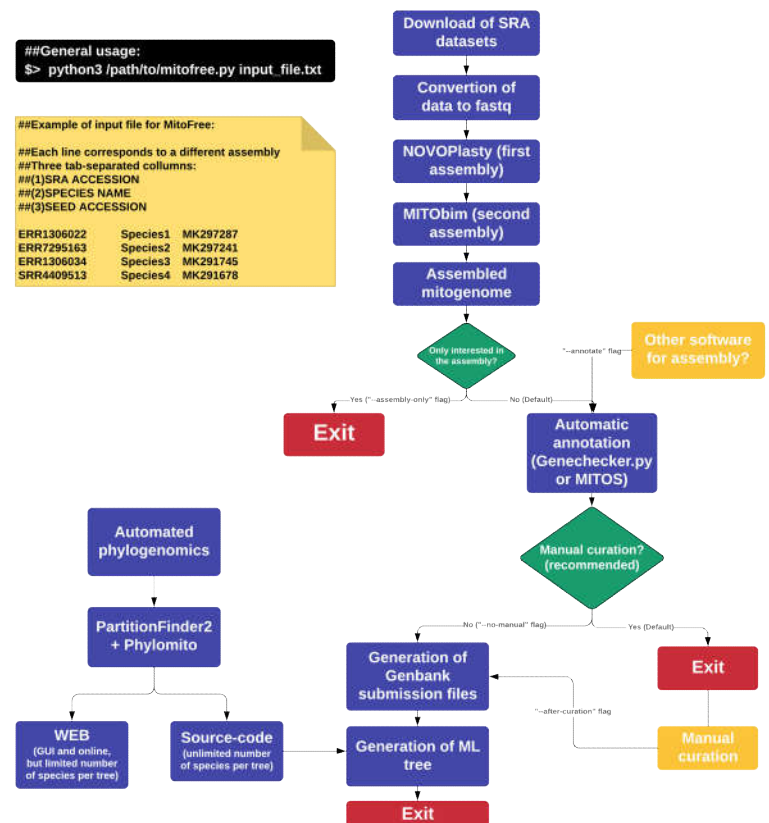 ##General usage:
$> python3 /path/to/mitofree.py input_file.txt
##Example of input file for MitoFree:
##Each line corresponds to a different assembly
##Three tab-separated collumns:
##(1)SRA ACCESSION
##(2)SPECIES NAME
##(3)SEED ACCESSION
ERR1306022 Species1 MK297287
ERR7295163 Species2 MK297241
ERR1306034 Species3 MK291745
SRR4409513 Species4 MK291678
Download of SRA
datasets
Convertion of
data to fastq
NOVOPlasty (first
assembly)
MITObim (second
assembly)
Assembled
mitogenome
Only interested in
the assembly?
"--annotate" flag
Other software
for assembly?
Yes ("--assembly-only" flag)
No (Default)
Exit
Automatic
annotation
(Genechecker.py
or MITOS)
Manual curation?
(recommended)
No ("--no-manual" flag)
Yes (Default)
Exit
Manual
curation
"--after-curation" flag
Generation of
Genbank
submission files
Generation of ML
tree
Exit
Automated
phylogenomics
PartitionFinder2
+ Phylomito
WEB
(GUI and online,
but limited number
of species per tree)
Source-code
(unlimited number
of species per tree)